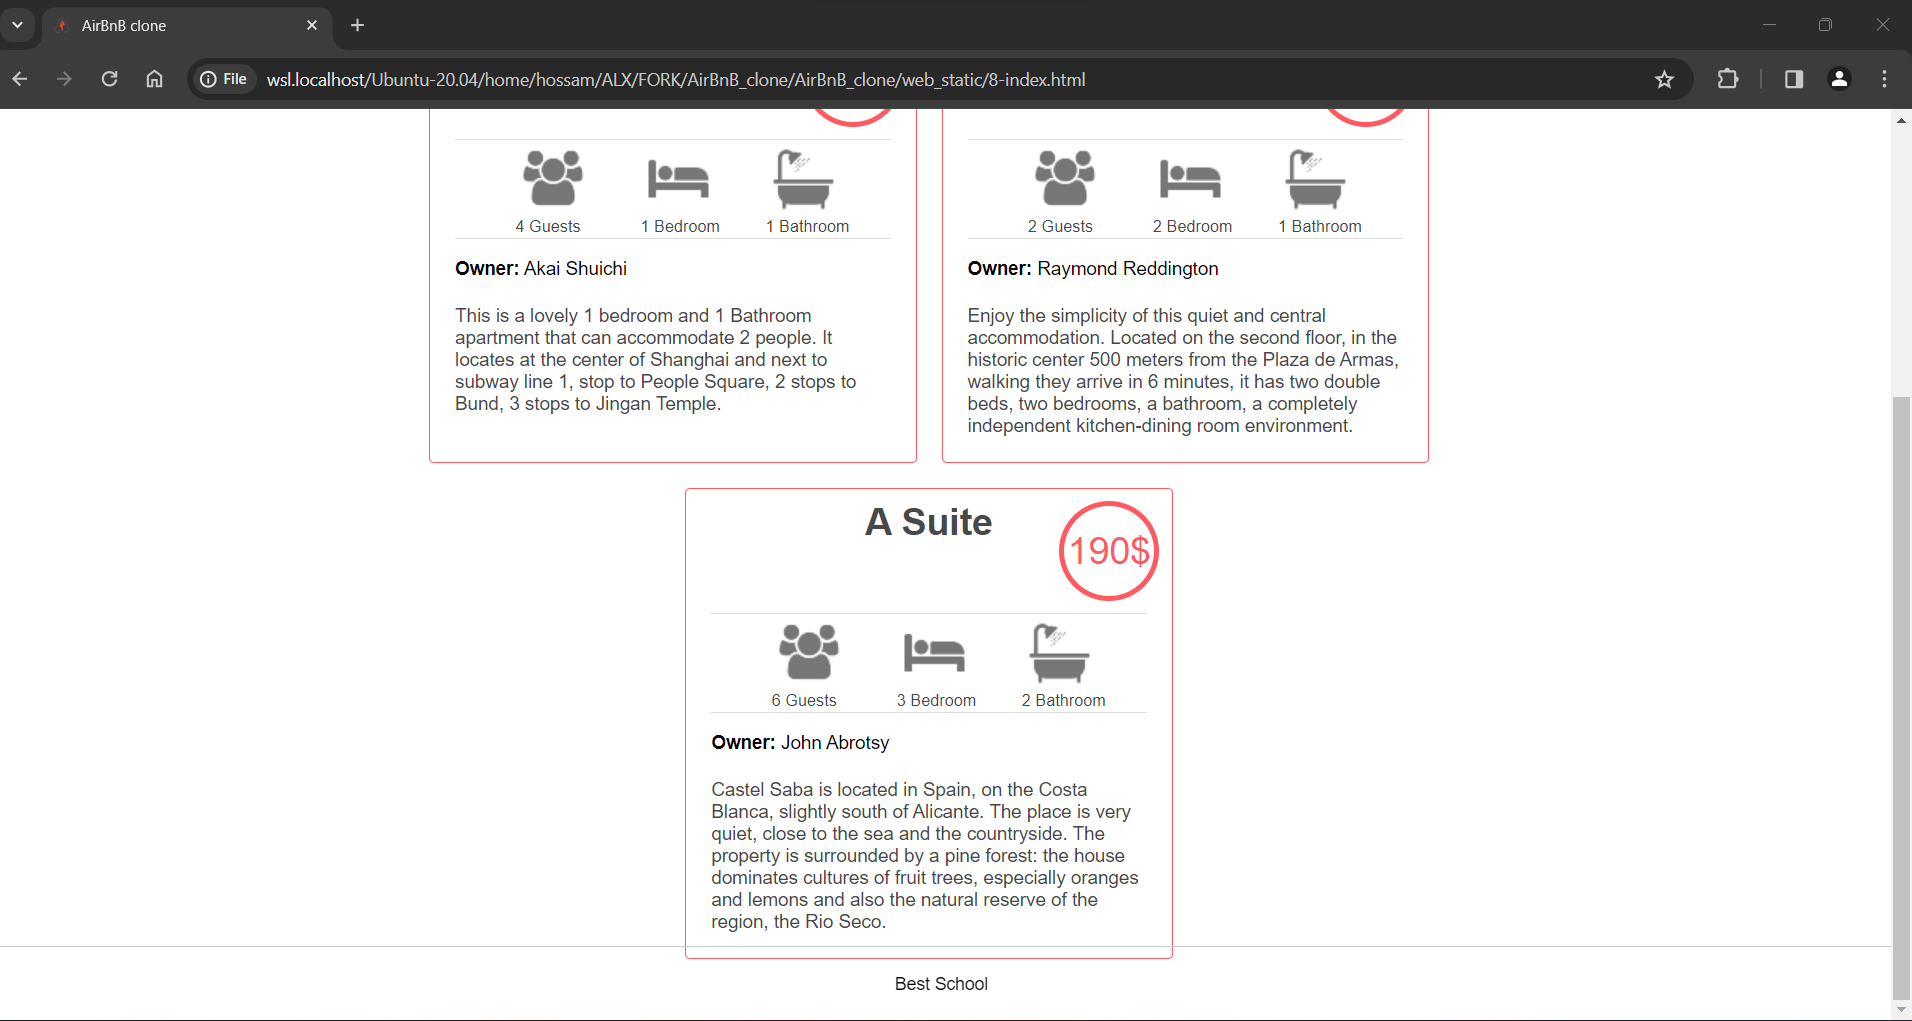 AirBnB clone
File wsl.localhost/Ubuntu-20.04/home/hossam/ALX/FORK/AirBnB_clone/AirBnB_clone/web_static/8-index.html
4 Guests 1 Bedroom 1 Bathroom
Owner: Akai Shuichi
This is a lovely 1 bedroom and 1 Bathroom
apartment that can accommodate 2 people. It
locates at the center of Shanghai and next to
subway line 1, stop to People Square, 2 stops to
Bund, 3 stops to Jingan Temple.
2 Guests 2 Bedroom 1 Bathroom
Owner: Raymond Reddington
Enjoy the simplicity of this quiet and central
accommodation. Located on the second floor, in the
historic center 500 meters from the Plaza de Armas,
walking they arrive in 6 minutes, it has two double
beds, two bedrooms, a bathroom, a completely
independent kitchen-dining room environment.
A Suite
190$
6 Guests 3 Bedroom 2 Bathroom
Owner: John Abrotsy
Castel Saba is located in Spain, on the Costa
Blanca, slightly south of Alicante. The place is very
quiet, close to the sea and the countryside. The
property is surrounded by a pine forest: the house
dominates cultures of fruit trees, especially oranges
and lemons and also the natural reserve of the
region, the Rio Seco.
Best School